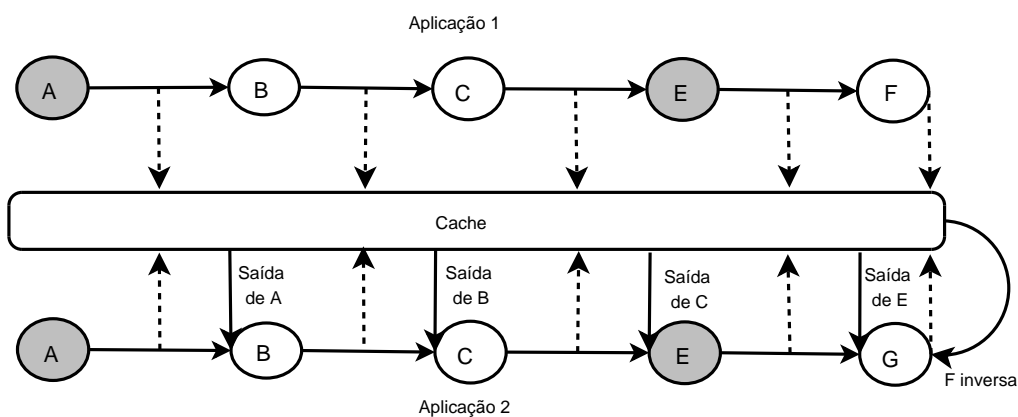 Aplicação 1
A
B
C
E
F
Cache
Saída
de A
Saída
de B
Saída
de C
Saída
de E
A
B
C
E
G
F inversa
Aplicação 2